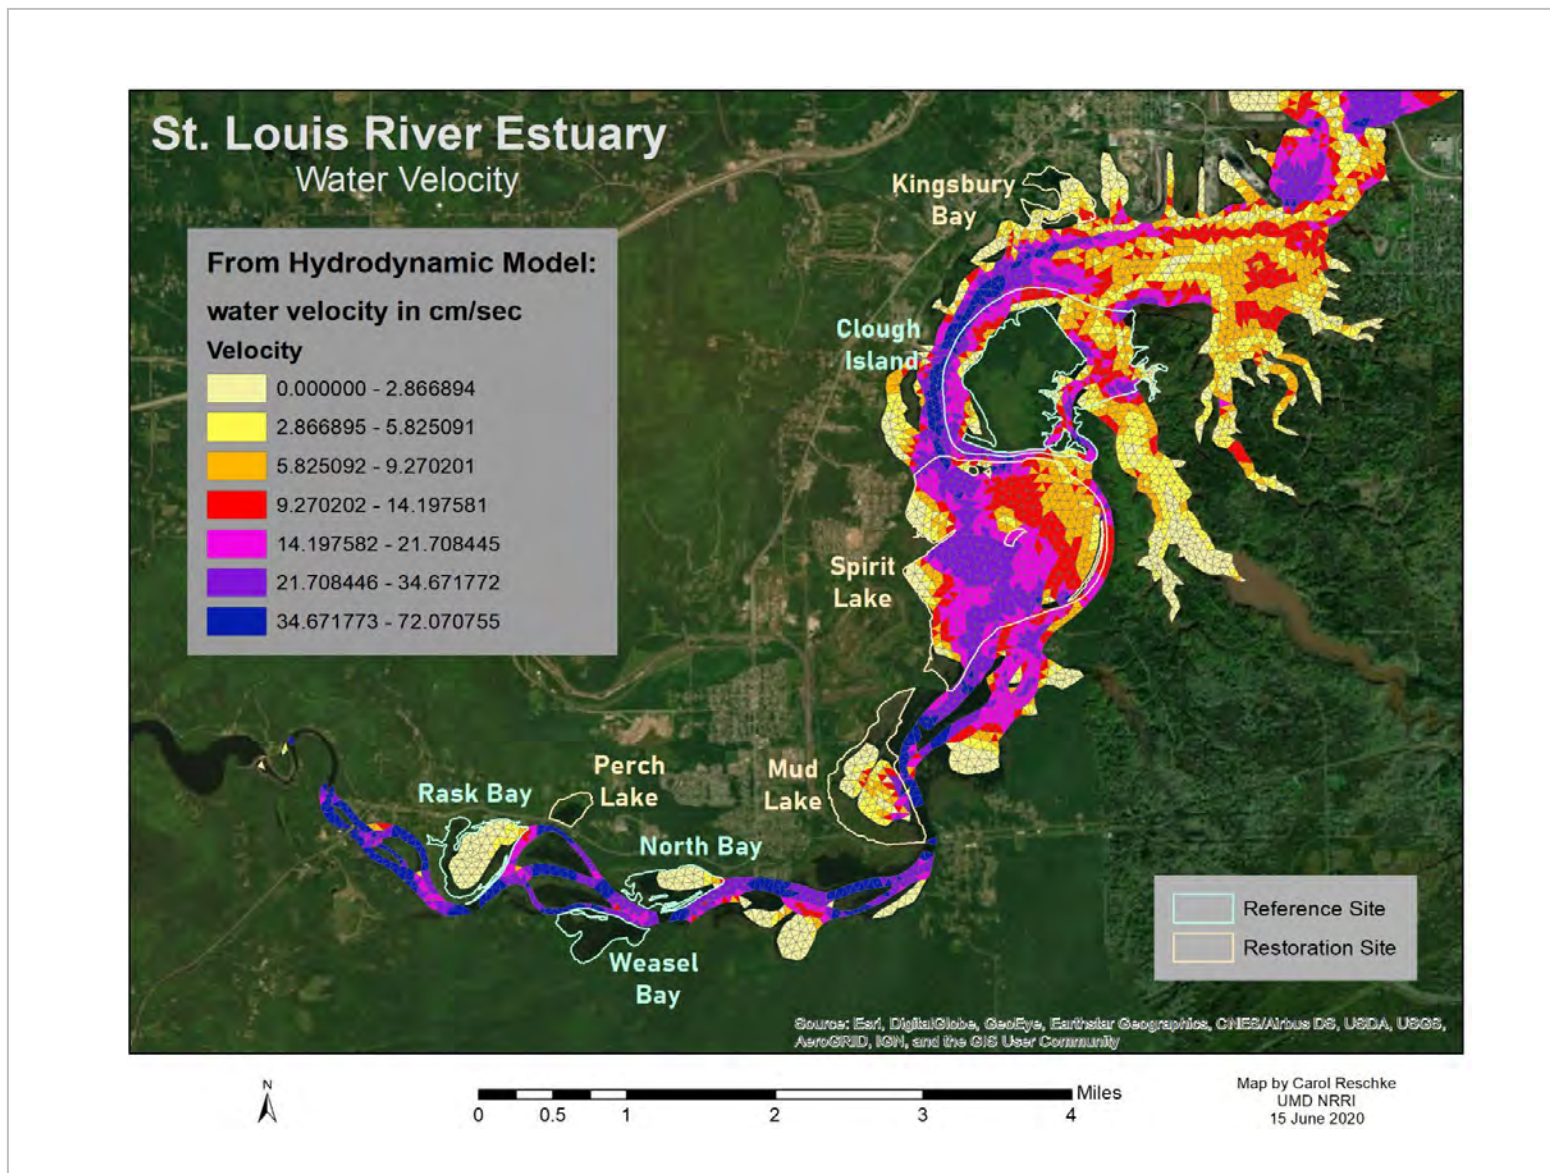 St. Louis River Estuary
Water Velocity
From Hydrodynamic Model:
water velocity in cm/sec
Velocity
0.000000 - 2.866894
2.866895 - 5.825091
5.825092 - 9.270201
9.270202 - 14.197581
14.197582 - 21.708445
21.708446 - 34.671772
34.671773 - 72.070755
Kingsbury
Bay
Clough
Island
Spirit
Lake
Mud
Lake
Perch
Lake
Rask Bay
North Bay
Weasel
Bay
Reference Site
Restoration Site
Source: Esri, DigitalGlobe, GeoEye, Earthstar Geographics, CNES/Airbus DS, USDA, USGS,
AeroGRID, IGN, and the GIS User Community
N
Miles
0 0.5 1 2 3 4
Map by Carol Reschke
UMD NRRI
15 June 2020